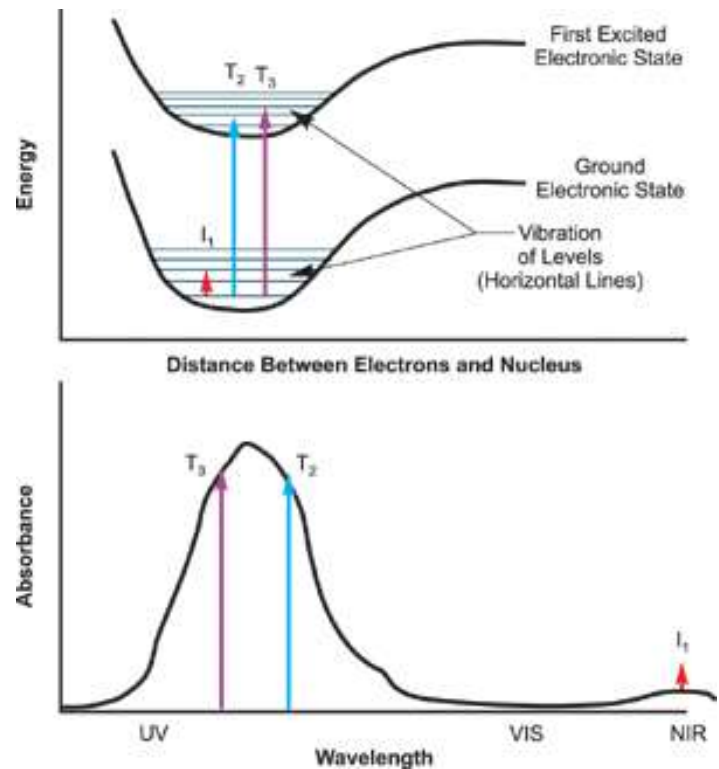 First Excited
Electronic State
T2 T3
Energy
Ground
Electronic State
I1
Vibration
of Levels
(Horizontal Lines)
Distance Between Electrons and Nucleus
T3
T2
Absorbance
I1
UV
VIS
NIR
Wavelength